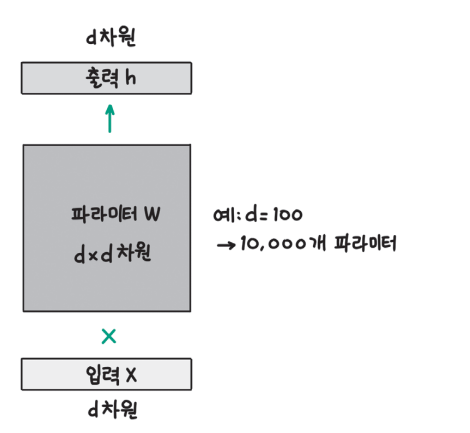 d차원
출력 h
파라미터 W
d×d 차원
예: d = 100
→ 10,000개 파라미터
×
입력 X
d차원